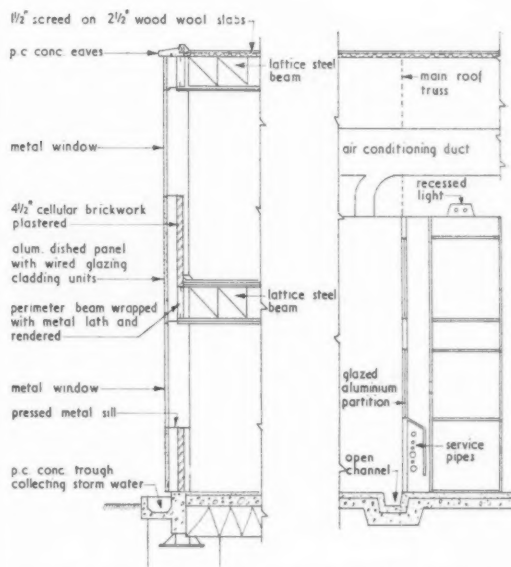 1½" screed on 2½" wood wool slabs
p.c conc. eaves
lattice steel
beam
main roof
truss
metal window
air conditioning duct
recessed
light
4½" cellular brickwork
plastered
alum. dished panel
with wired glazing
cladding units
perimeter beam wrapped
with metal lath and
rendered
lattice steel
beam
metal window
pressed metal sill
glazed
aluminium
partition
p.c. conc. trough
collecting storm water
open
channel
service
pipes